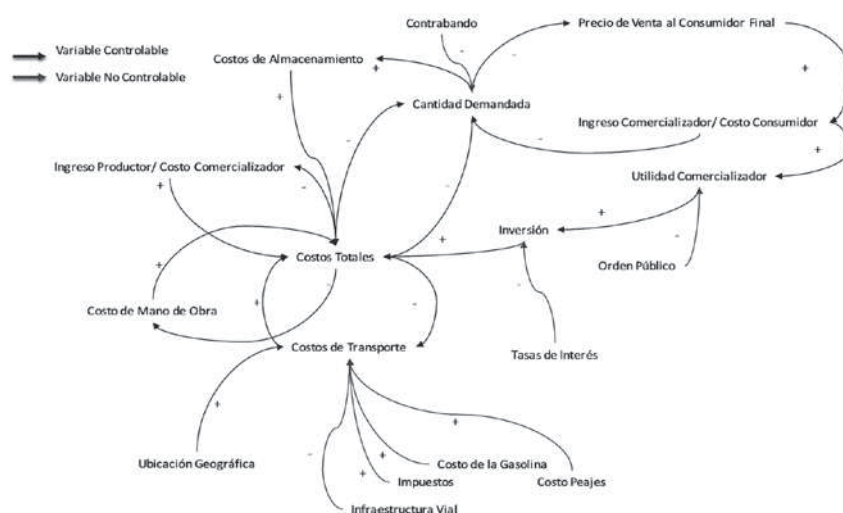 Contrabando
Precio de Venta al Consumidor Final
Variable Controlable
Costos de Almacenamiento
Variable No Controlable
Cantidad Demandada
Ingreso Comercializador/ Costo Consumidor
Ingreso Productor/ Costo Comercializador
Utilidad Comercializador
Inversión
Costos Totales
Orden Público
Costo de Mano de Obra
Costos de Transporte
Tasas de Interés
Ubicación Geográfica
Costo de la Gasolina
Impuestos
Costo Peajes
Infraestructura Vial